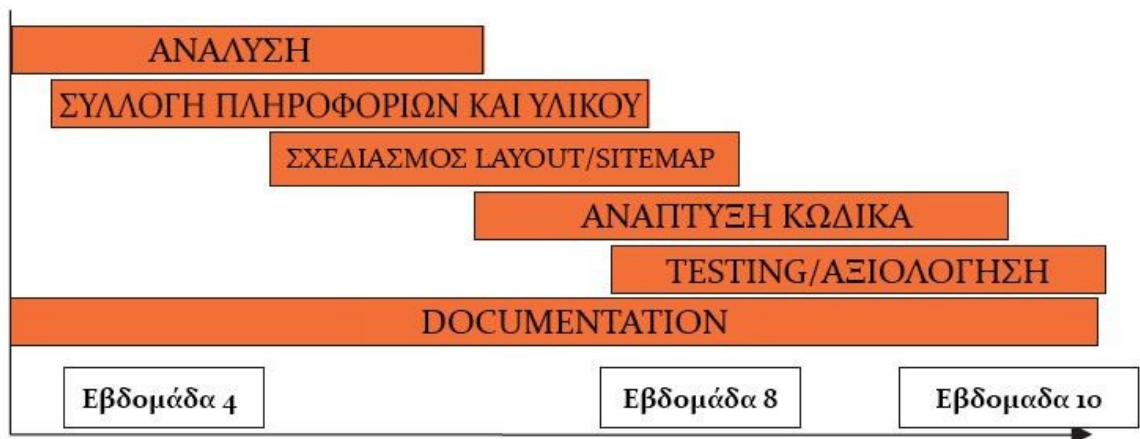 ΑΝΑΛΥΣΗ
ΣΥΛΛΟΓΗ ΠΛΗΡΟΦΟΡΙΩΝ ΚΑΙ ΥΛΙΚΟΥ
ΣΧΕΔΙΑΣΜΟΣ LAYOUT/SITEMAP
ΑΝΑΠΤΥΞΗ ΚΩΔΙΚΑ
TESTING/ΑΞΙΟΛΟΓΗΣΗ
DOCUMENTATION
Εβδομάδα 4 Εβδομάδα 8 Εβδομαδα 10